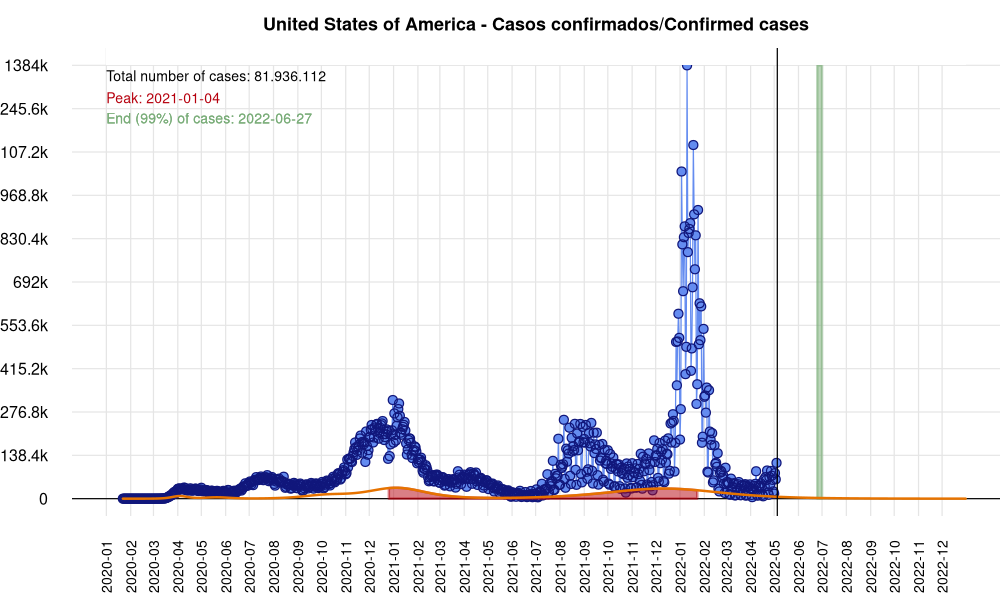 United States of America - Casos confirmados/Confirmed cases
1384k
Total number of cases: 81.936.112
Peak: 2021-01-04
245.6k
End (99%) of cases: 2022-06-27
107.2k
968.8k
830.4k
692k
553.6k
415.2k
276.8k
138.4k
0
2020-01
2020-02
2020-03
2020-04
2020-05
2020-06
2020-07
2020-08
2020-09
2020-10
2020-11
2020-12
2021-01
2021-02
2021-03
2021-04
2021-05
2021-06
2021-07
2021-08
2021-09
2021-10
2021-11
2021-12
2022-01
2022-02
2022-03
2022-04
2022-05
2022-06
2022-07
2022-08
2022-09
2022-10
2022-11
2022-12